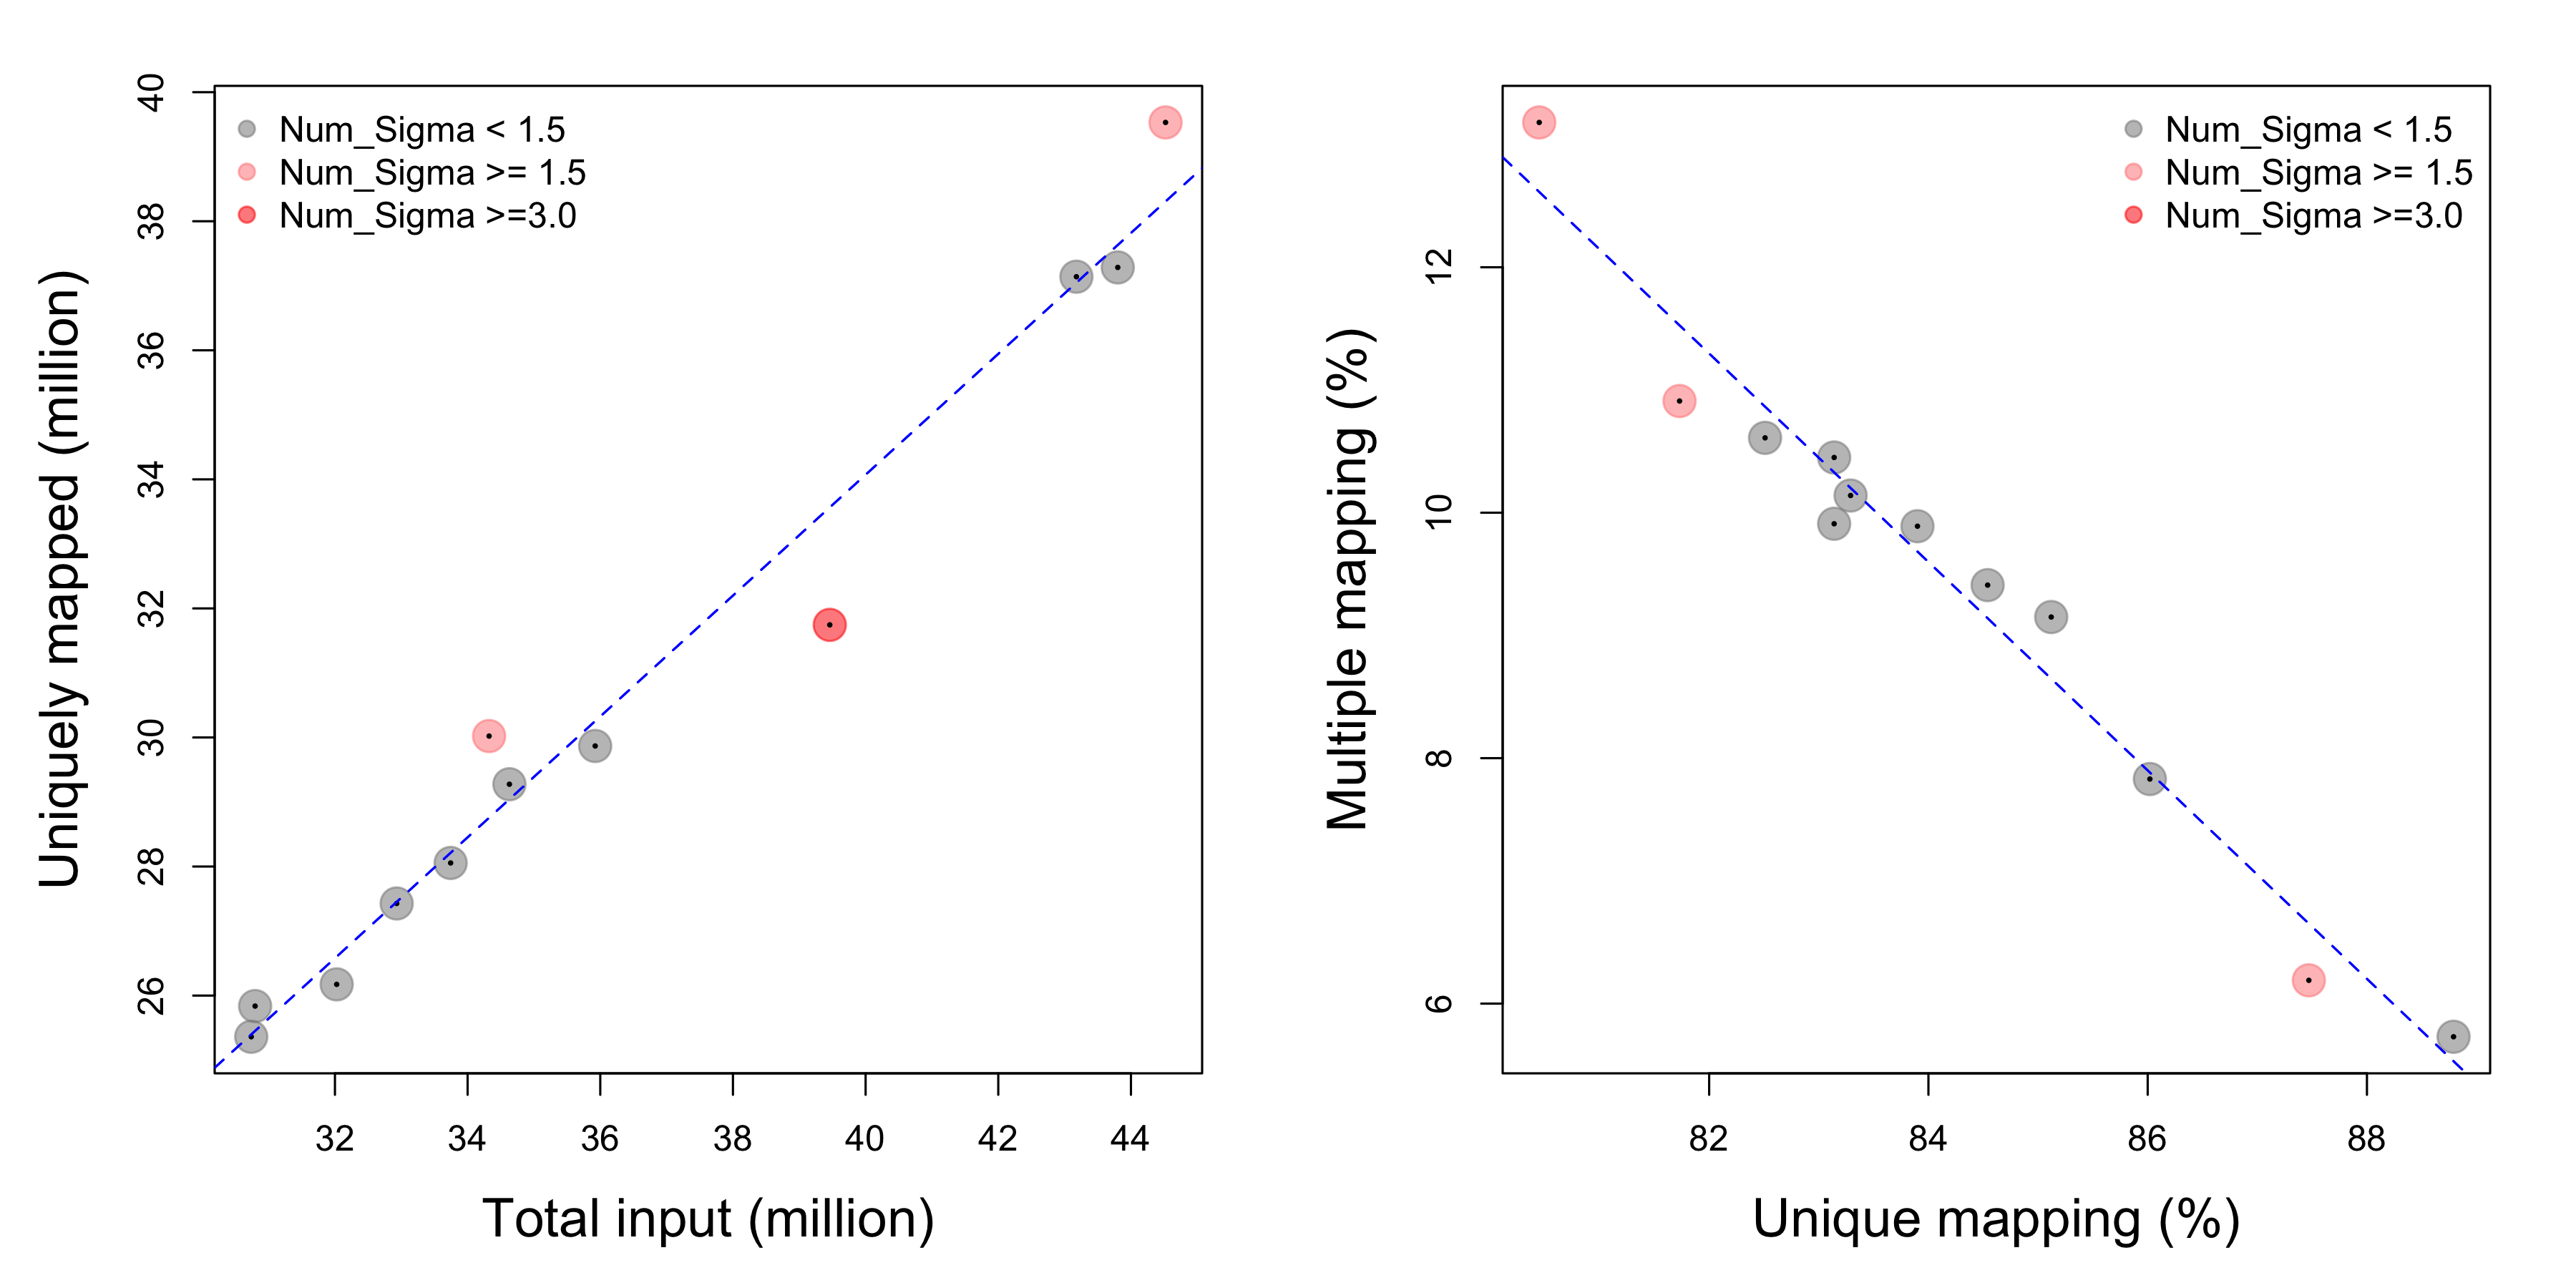 Num_Sigma < 1.5
Num_Sigma >= 1.5
Num_Sigma >=3.0
40
38
36
34
32
30
28
26
Uniquely mapped (million)
32 34 36 38 40 42 44
Total input (million)
Num_Sigma < 1.5
Num_Sigma >= 1.5
Num_Sigma >=3.0
12
10
8
6
Multiple mapping (%)
82 84 86 88
Unique mapping (%)